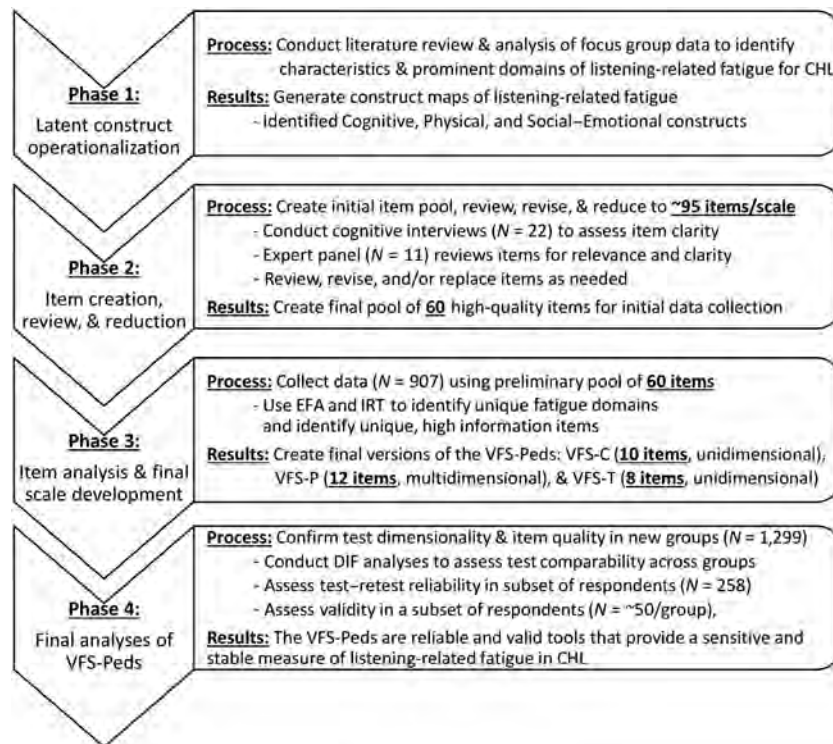 Phase 1:
Latent construct
operationalization
Process: Conduct literature review & analysis of focus group data to identify
characteristics & prominent domains of listening-related fatigue for CHL
Results: Generate construct maps of listening-related fatigue
- Identified Cognitive, Physical, and Social–Emotional constructs
Phase 2:
Item creation,
review, & reduction
Process: Create initial item pool, review, revise, & reduce to ~95 items/scale
- Conduct cognitive interviews (N = 22) to assess item clarity
- Expert panel (N = 11) reviews items for relevance and clarity
- Review, revise, and/or replace items as needed
Results: Create final pool of 60 high-quality items for initial data collection
Phase 3:
Item analysis & final
scale development
Process: Collect data (N = 907) using preliminary pool of 60 items
- Use EFA and IRT to identify unique fatigue domains
and identify unique, high information items
Results: Create final versions of the VFS-Peds: VFS-C (10 items, unidimensional),
VFS-P (12 items, multidimensional), & VFS-T (8 items, unidimensional)
Phase 4:
Final analyses of
VFS-Peds
Process: Confirm test dimensionality & item quality in new groups (N = 1,299)
- Conduct DIF analyses to assess test comparability across groups
- Assess test–retest reliability in subset of respondents (N = 258)
- Assess validity in a subset of respondents (N = ~50/group),
Results: The VFS-Peds are reliable and valid tools that provide a sensitive and
stable measure of listening-related fatigue in CHL